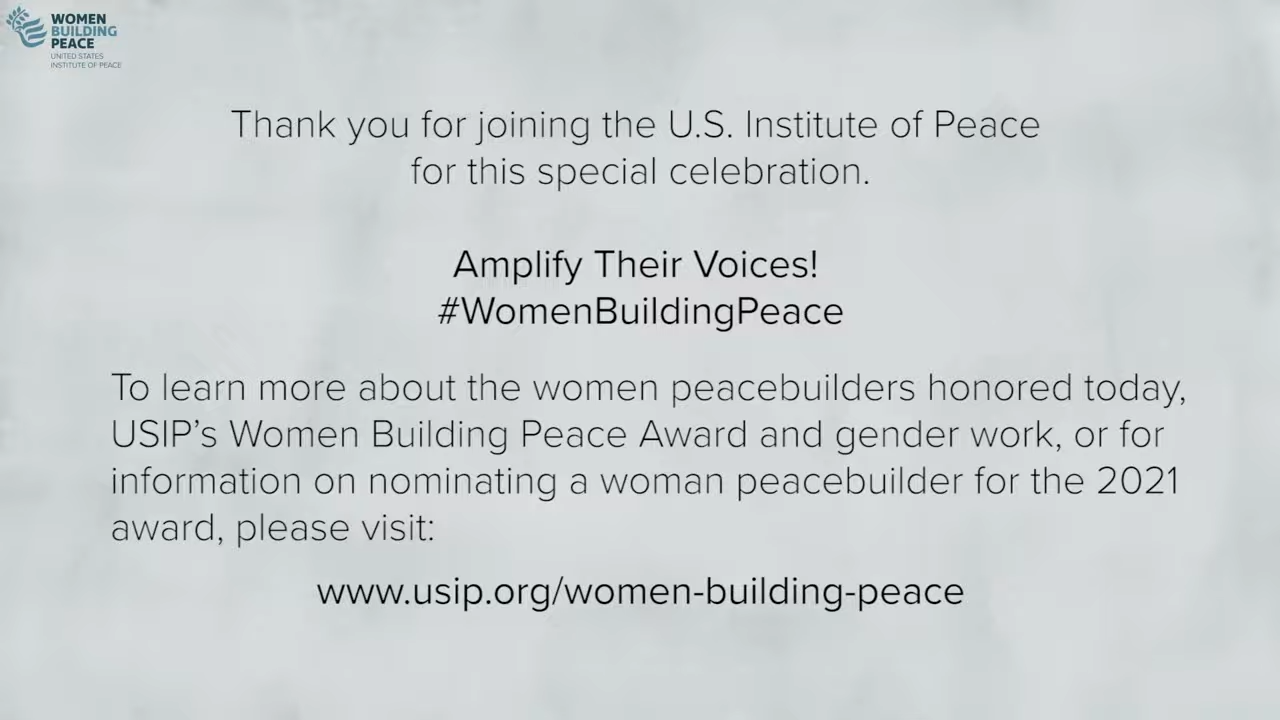 WOMEN
BUILDING
PEACE
UNITED STATES
INSTITUTE OF PEACE
Thank you for joining the U.S. Institute of Peace
for this special celebration.
Amplify Their Voices!
#WomenBuildingPeace
To learn more about the women peacebuilders honored today,
USIP’s Women Building Peace Award and gender work, or for
information on nominating a woman peacebuilder for the 2021
award, please visit:
www.usip.org/women-building-peace